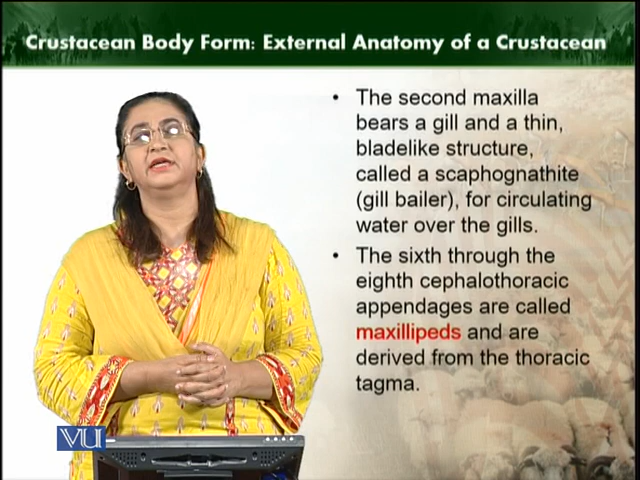 Crustacean Body Form: External Anatomy of a Crustacean
• The second maxilla
bears a gill and a thin,
bladelike structure,
called a scaphognathite
(gill bailer), for circulating
water over the gills.
• The sixth through the
eighth cephalothoracic
appendages are called
maxillipeds and are
derived from the thoracic
tagma.
VU